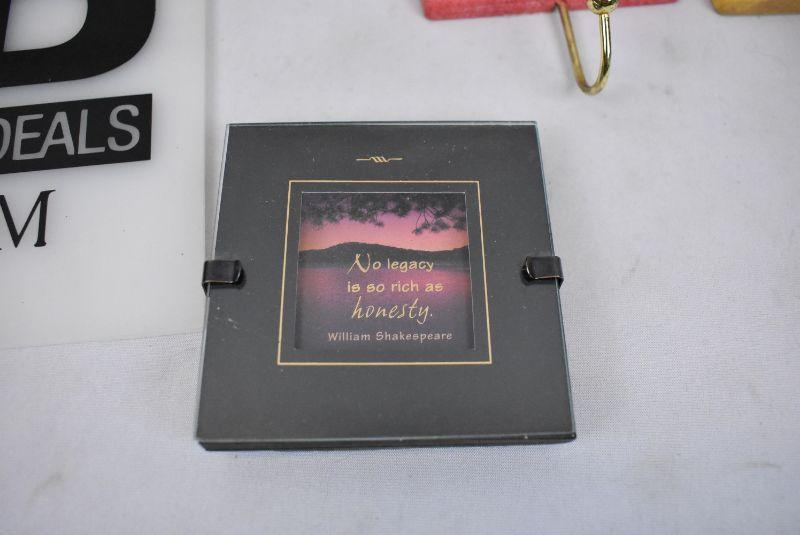 DEALS
M
No legacy
is so rich as
honesty.
William Shakespeare